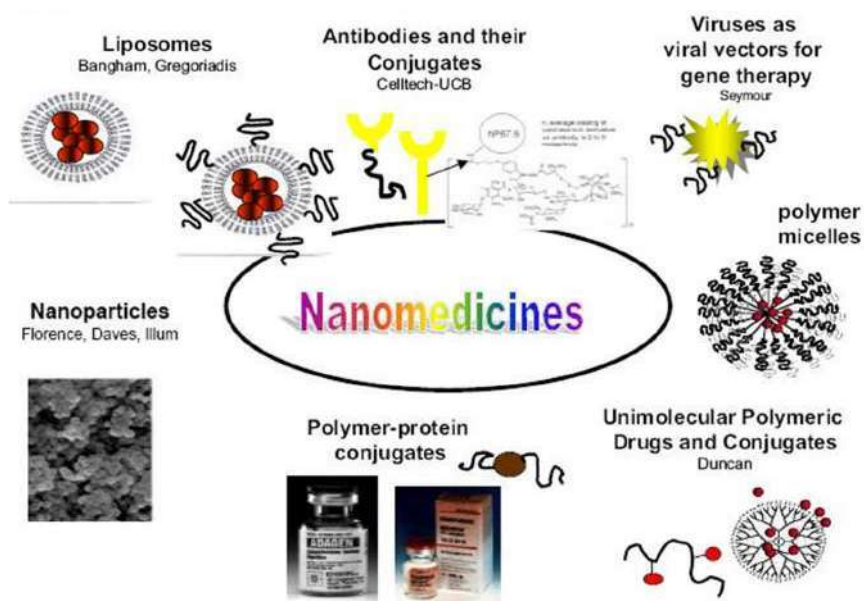 Liposomes
Bangham, Gregoriadis
Antibodies and their
Conjugates
Celltech-UCB
Viruses as
viral vectors for
gene therapy
Seymour
polymer
micelles
Nanoparticles
Florence, Daves, Illum
Nanomedicines
Polymer-protein
conjugates
ADAGEN
Unimolecular Polymeric
Drugs and Conjugates
Duncan